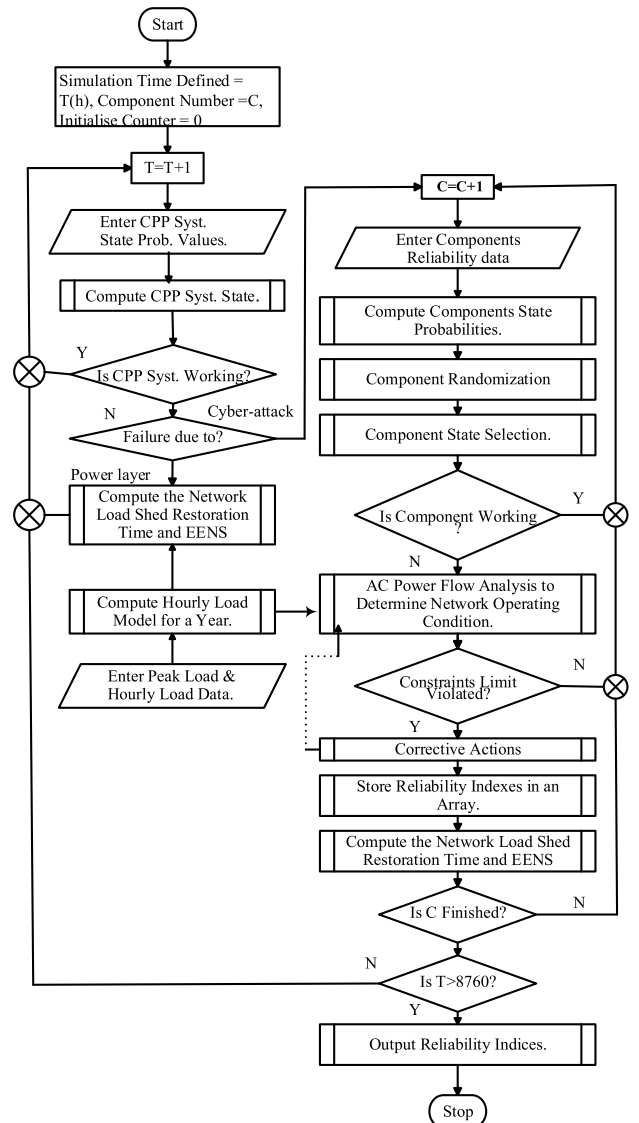 Start
Simulation Time Defined =
T(h), Component Number =C,
Initialise Counter = 0
T=T+1
Enter CPP Syst.
State Prob. Values.
Compute CPP Syst. State.
Y
Is CPP Syst. Working?
N
Cyber-attack
Failure due to?
Power layer
Compute the Network
Load Shed Restoration
Time and EENS
Compute Hourly Load
Model for a Year.
Enter Peak Load &
Hourly Load Data.
C=C+1
Enter Components
Reliability data
Compute Components State
Probabilities.
Component Randomization
Component State Selection.
Is Component Working
?
Y
N
AC Power Flow Analysis to
Determine Network Operating
Condition.
Constraints Limit
Violated?
N
Y
Corrective Actions
Store Reliability Indexes in an
Array.
Compute the Network Load Shed
Restoration Time and EENS
Is C Finished?
N
N
Is T>8760?
Y
Output Reliability Indices.
Stop